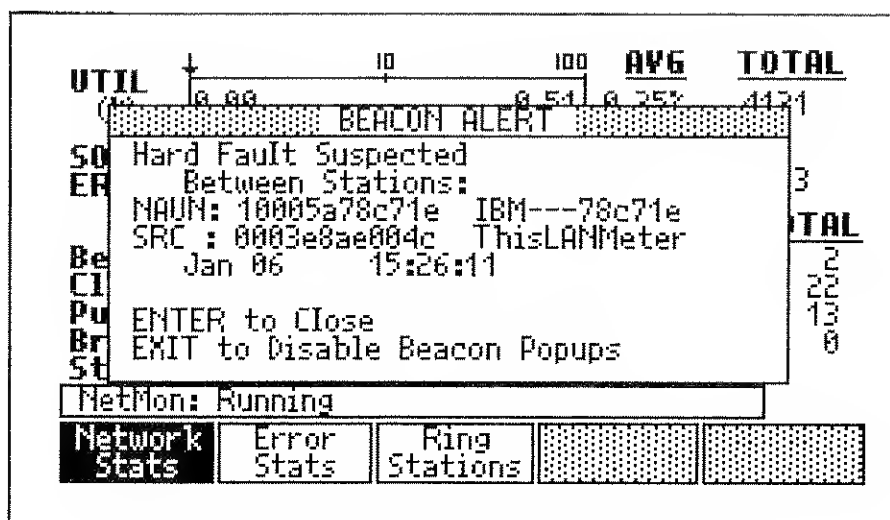 10 100 AVG TOTAL
UTIL
0.00 0.51 0.25% 4121
BEACON ALERT
Hard Fault Suspected
Between Stations:
3
NAUN: 10005a78c71e IBM---78c71e
SRC : 0003e8ae004c ThisLANMeter
Jan 06 15:26:11
2
22
ENTER to Close
13
EXIT to Disable Beacon Popups
0
NetMon: Running
Network Stats
Error Stats
Ring Stations